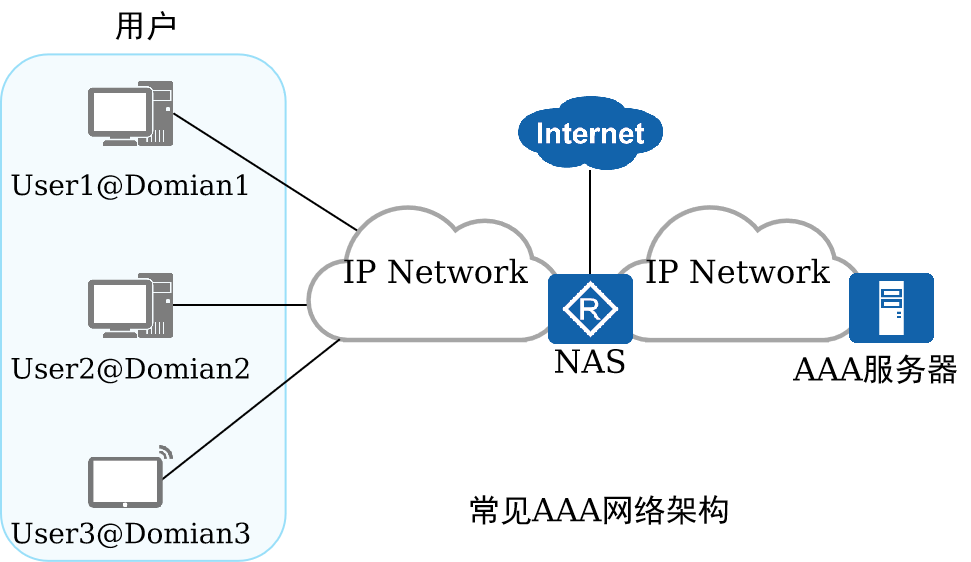 用户
User1@Domian1
User2@Domian2
User3@Domian3
Internet
IP Network
IP Network
R
NAS
AAA服务器
常见AAA网络架构